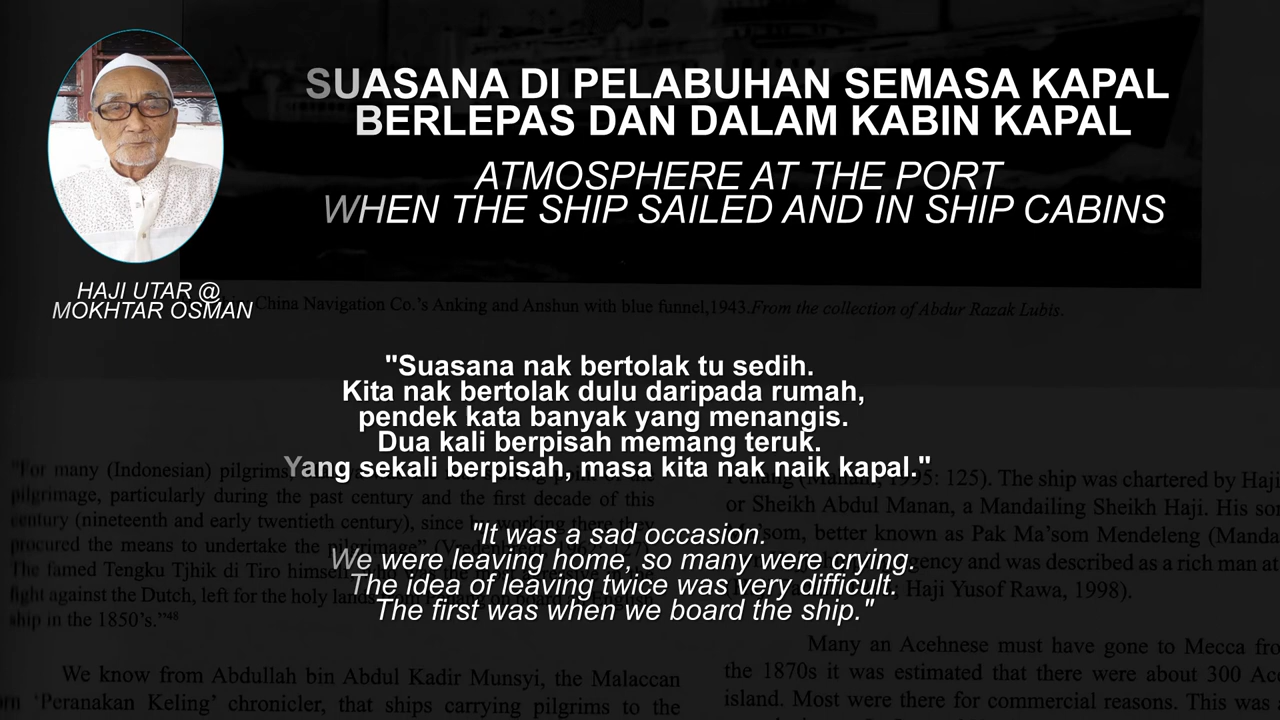 SUASANA DI PELABUHAN SEMASA KAPAL
BERLEPAS DAN DALAM KABIN KAPAL
ATMOSPHERE AT THE PORT
WHEN THE SHIP SAILED AND IN SHIP CABINS
HAJI UTAR @
MOKHTAR OSMAN
China Navigation Co.'s Anking and Anshun with blue funnel,1943.From the collection of Abdur Razak Lubis.
"Suasana nak bertolak tu sedih.
Kita nak bertolak dulu daripada rumah,
pendek kata banyak yang menangis.
Dua kali berpisah memang teruk.
Yang sekali berpisah, masa kita nak naik kapal."
"It was a sad occasion.
We were leaving home, so many were crying.
The idea of leaving twice was very difficult.
The first was when we board the ship."
"For many (Indonesian) pilgrims,
pilgrimage, particularly during the past century and the first decade of this
century (nineteenth and early twentieth century), since by working there they
procured the means to undertake the pilgrimage"
The famed Tengku Tjhik di Tiro himself
fight against the Dutch, left for the holy lands
ship in the 1850's."48
We know from Abdullah bin Abdul Kadir Munsyi, the Malaccan
'Peranakan Keling' chronicler, that ships carrying pilgrims to the
1995: 125). The ship was chartered by Haji
or Sheikh Abdul Manan, a Mandailing Sheikh Haji. His son
Ma'som, better known as Pak Ma'som Mendeleng (Manda
and was described as a rich man at
Haji Yusof Rawa, 1998).
Many an Acehnese must have gone to Mecca fro
the 1870s it was estimated that there were about 300 Ace
island. Most were there for commercial reasons. This was